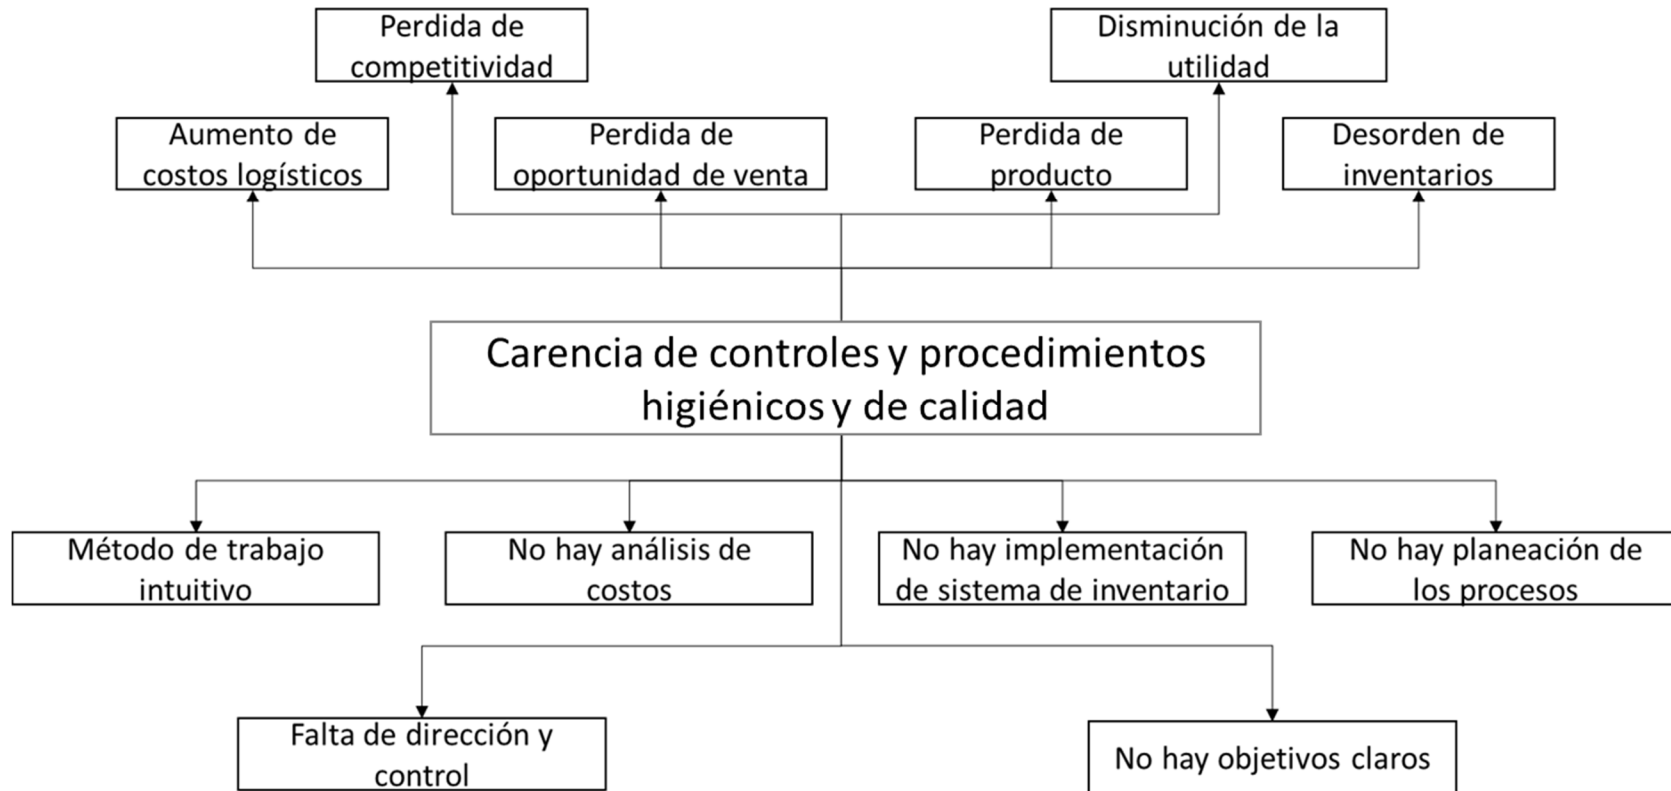 Perdida de
competitividad
Disminución de la
utilidad
Aumento de
costos logísticos
Perdida de
oportunidad de venta
Perdida de
producto
Desorden de
inventarios
Carencia de controles y procedimientos
higiénicos y de calidad
Método de trabajo
intuitivo
No hay análisis de
costos
No hay implementación
de sistema de inventario
No hay planeación de
los procesos
Falta de dirección y
control
No hay objetivos claros